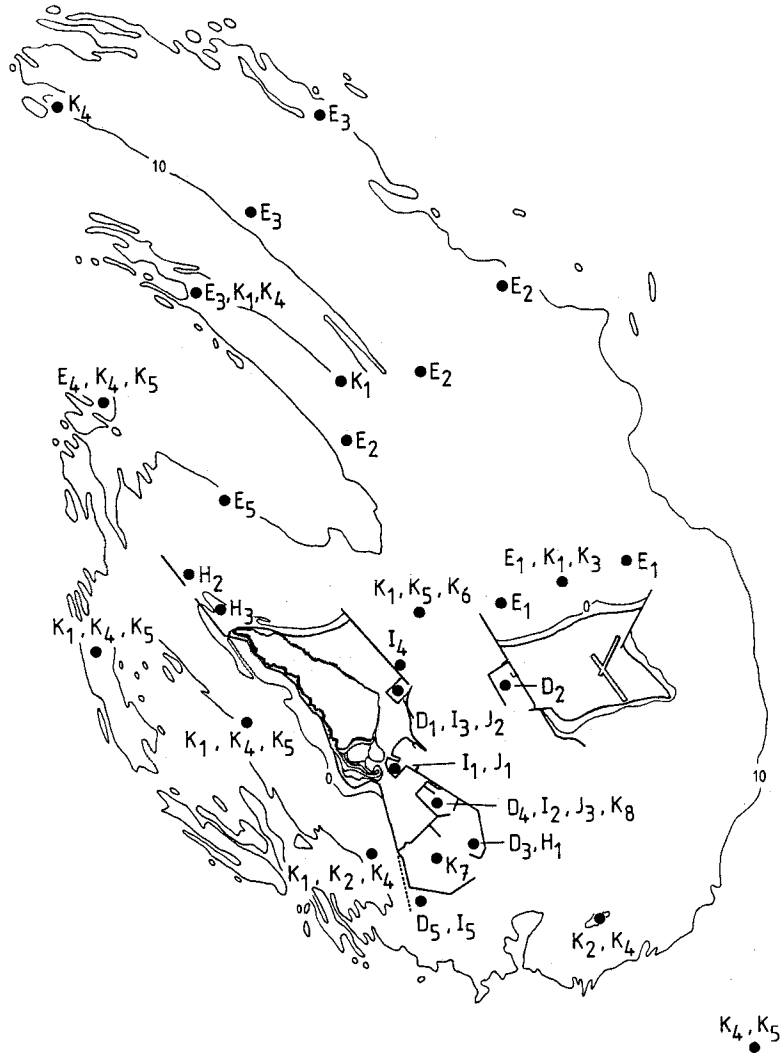 K₄
E₃
10
E₃
E₂
E₃, K₁, K₄
E₂
K₁
E₄, K₄, K₅
E₂
E₅
E₁, K₁, K₃
E₁
H₂
K₁, K₅, K₆
E₁
0
H₃
K₁, K₄, K₅
I₄
D₂
D₁, I₃, J₂
K₁, K₄, K₅
I₁, J₁
10
D₄, I₂, J₃, K₈
D₃, H₁
K₇
K₁, K₂, K₄
D₅, I₅
K₂, K₄
K₄, K₅